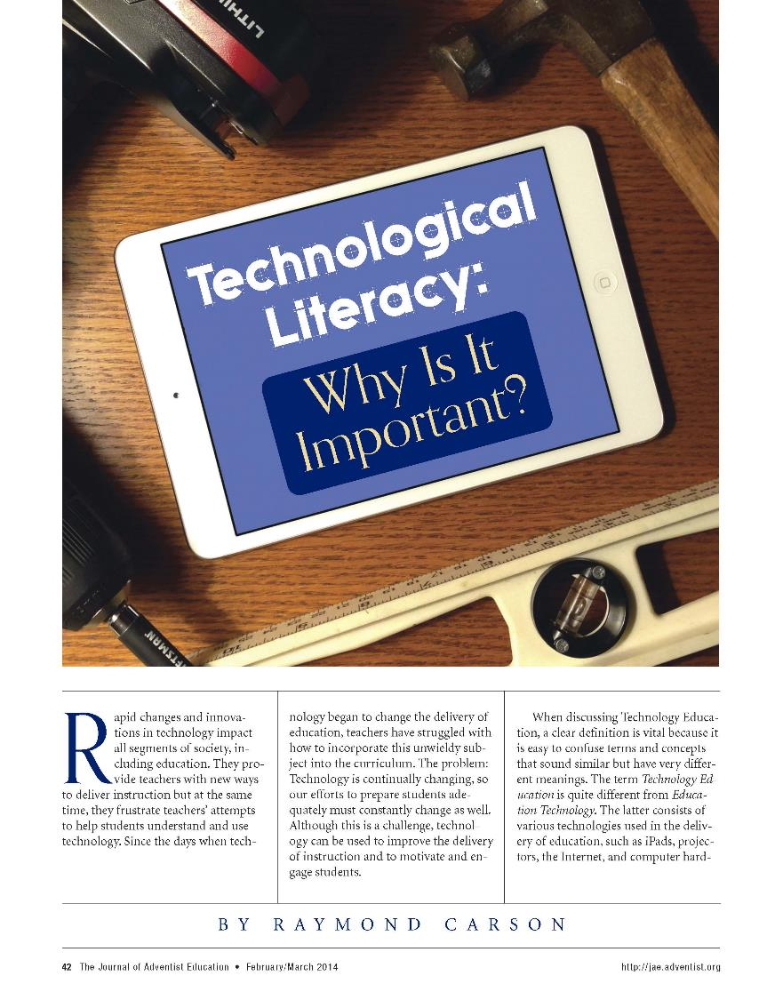 LITHIU
Technological
Literacy:
Why Is It
Important?
RAFTSMAN
Rapid changes and innova-
tions in technology impact
all segments of society, in-
cluding education. They pro-
vide teachers with new ways
to deliver instruction but at the same
time, they frustrate teachers' attempts
to help students understand and use
technology. Since the days when tech-
nology began to change the delivery of
education, teachers have struggled with
how to incorporate this unwieldy sub-
ject into the curriculum. The problem:
Technology is continually changing, so
our efforts to prepare students ade-
quately must constantly change as well.
Although this is a challenge, technol-
ogy can be used to improve the delivery
of instruction and to motivate and en-
gage students.
When discussing Technology Educa-
tion, a clear definition is vital because it
is easy to confuse terms and concepts
that sound similar but have very differ-
ent meanings. The term Technology Ed
ucation is quite different from Educa-
tion Technology. The latter consists of
various technologies used in the deliv-
ery of education, such as iPads, projec-
tors, the Internet, and computer hard-
BY RAYMOND CARSON
42 The Journal of Adventist Education • February/March 2014
http://jae.adventist.org